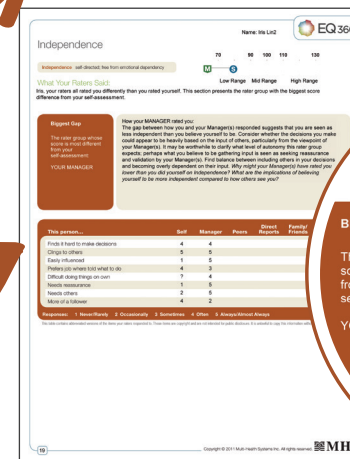 Name: Iris Lin2
EQ 36
Independence
70 90 100 110 130
Independence self-directed; free from emotional dependency
M S
Low Range Mid Range High Range
What Your Raters Said:
Iris, your raters all rated you differently than you rated yourself. This section presents the rater group with the biggest score
difference from your self-assessment.
Biggest Gap
The rater group whose
score is most different
from your
self-assessment.
YOUR MANAGER
How your MANAGER rated you:
The gap between how you and your Manager(s) responded suggests that you are seen as
less independent than you believe yourself to be. Consider whether the decisions you make
could appear to be heavily based on the input of others, particularly from the viewpoint of
your Manager(s). It may be worthwhile to clarify what level of autonomy this rater group
expects; perhaps what you believe to be gathering input is seen as seeking reassurance
and validation by your Manager(s). Find balance between including others in your decisions
and becoming overly dependent on their input. Why might your Manager(s) have rated you
lower than you did yourself on Independence? What are the implications of believing
yourself to be more independent compared to how others see you?
This person... Self Manager Peers Direct Reports Family/ Friends
Finds it hard to make decisions 4 4
Clings to others 5 5
Easily influenced 1 5
Prefers job where told what to do 4 3
Difficult doing things on own ? 4
Needs reassurance 1 5
Needs others 2 5
More of a follower 4 2
Responses: 1 Never/Rarely 2 Occasionally 3 Sometimes 4 Often 5 Always/Almost Always
B
Th
sc
fro
se
Y
19
Copyright © 2011 Multi-Health Systems Inc. All rights reserved.
MH